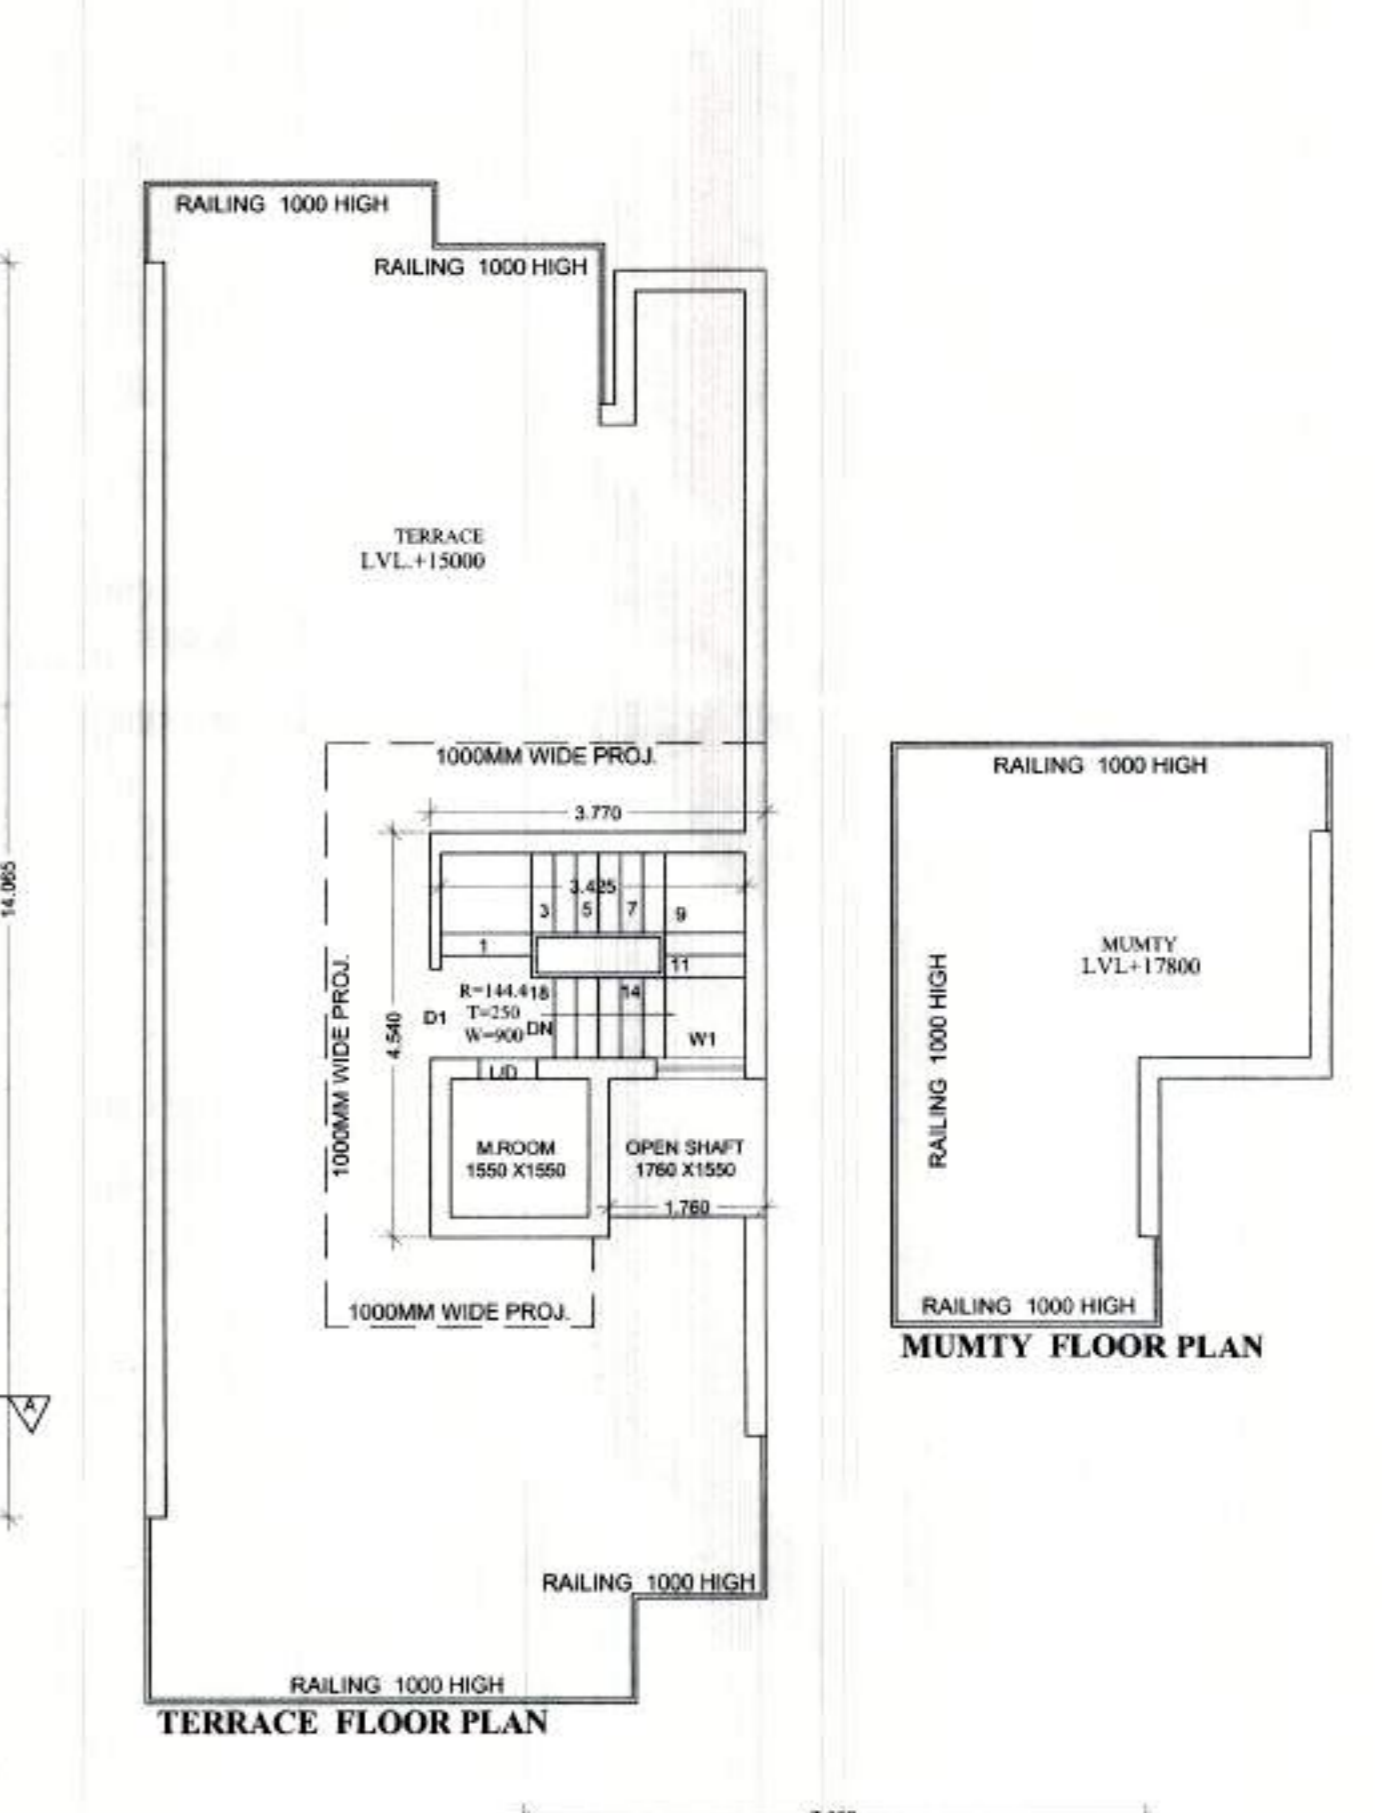 RAILING 1000 HIGH
RAILING 1000 HIGH
TERRACE
LVL.+15000
1000MM WIDE PROJ.
3.770
3.425
3
5
7
9
1
11
R=144.4
18
14
T=250
W=900
DN
D1
W1
4.540
1000MM WIDE PROJ.
L/D
M.ROOM
1550 X1550
OPEN SHAFT
1760 X1550
1.760
1000MM WIDE PROJ.
14.065
A
RAILING 1000 HIGH
RAILING 1000 HIGH
TERRACE FLOOR PLAN
RAILING 1000 HIGH
MUMTY
LVL+17800
RAILING 1000 HIGH
RAILING 1000 HIGH
MUMTY FLOOR PLAN